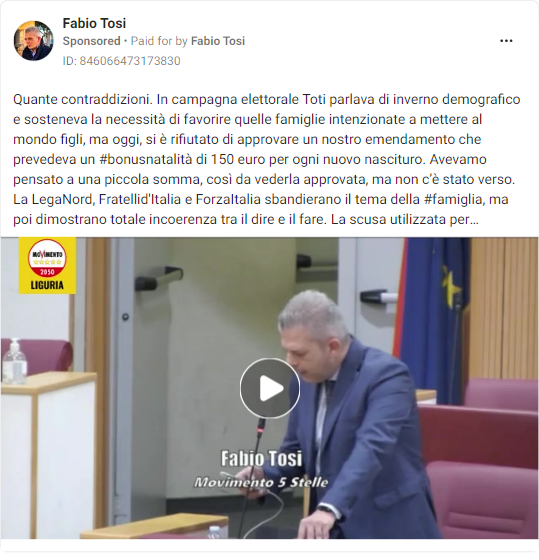 Fabio Tosi
Sponsored • Paid for by Fabio Tosi
ID: 846066473173830
Quante contraddizioni. In campagna elettorale Toti parlava di inverno demografico
e sosteneva la necessità di favorire quelle famiglie intenzionate a mettere al
mondo figli, ma oggi, si è rifiutato di approvare un nostro emendamento che
prevedeva un #bonusnatalità di 150 euro per ogni nuovo nascituro. Avevamo
pensato a una piccola somma, così da vederla approvata, ma non c'è stato verso.
La LegaNord, Fratellid'Italia e ForzaItalia sbandierano il tema della #famiglia, ma
poi dimostrano totale incoerenza tra il dire e il fare. La scusa utilizzata per...
MOVIMENTO
2050
LIGURIA
Fabio Tosi
Movimento 5 Stelle